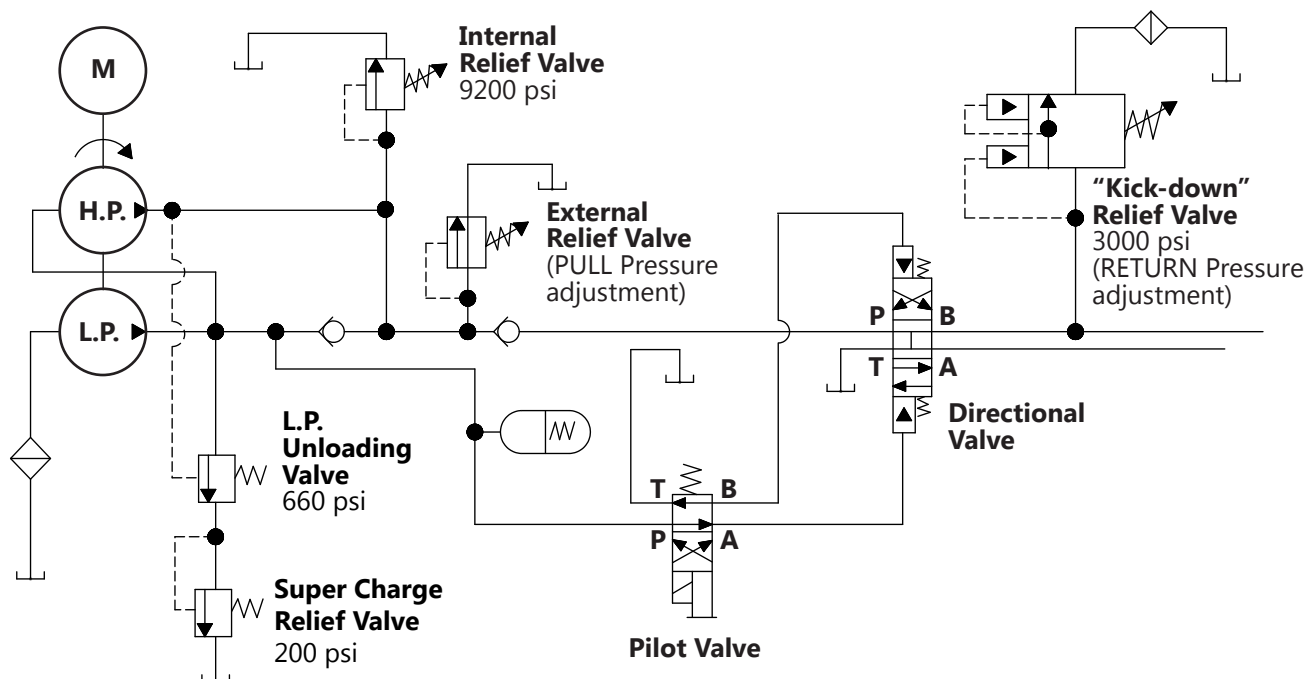 M
Internal
Relief Valve
9200 psi
H.P.
External
Relief Valve
(PULL Pressure
adjustment)
“Kick-down”
Relief Valve
3000 psi
(RETURN Pressure
adjustment)
L.P.
P B
T A
Directional
Valve
L.P.
Unloading
Valve
660 psi
T B
P A
Super Charge
Relief Valve
200 psi
Pilot Valve